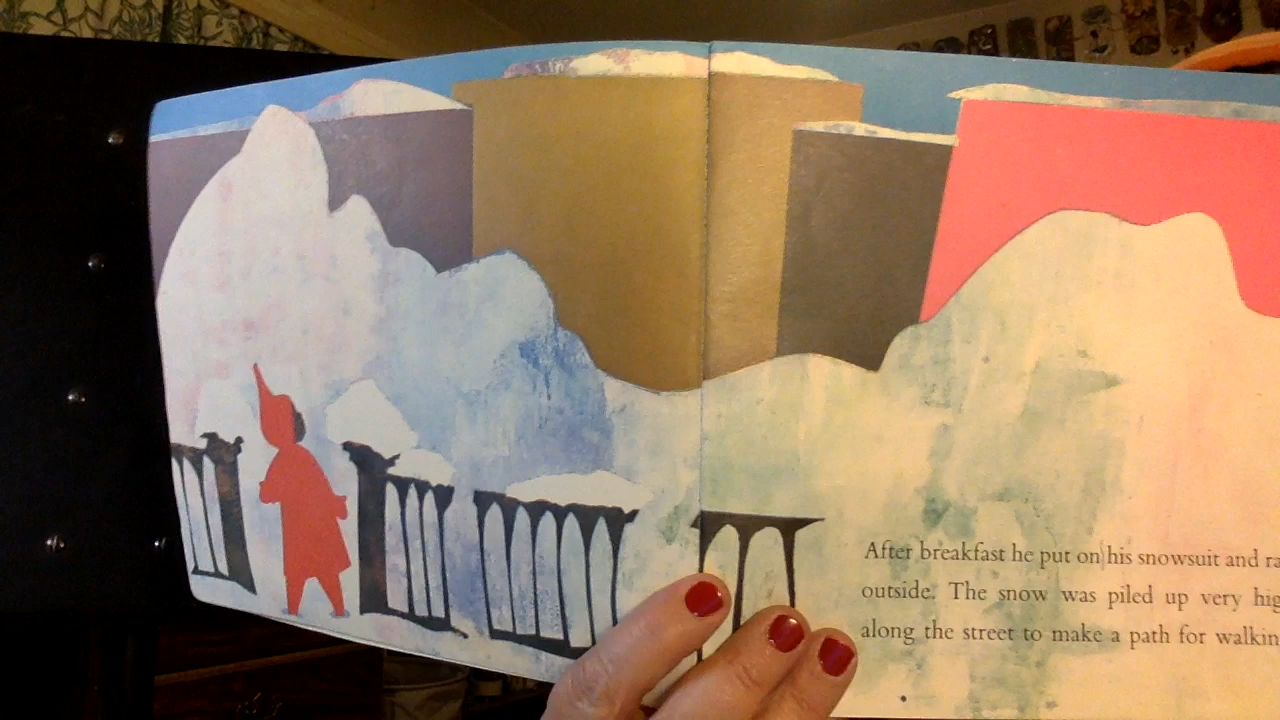 After breakfast he put on his snowsuit and
outside. The snow was piled up very
along the street to make a path for